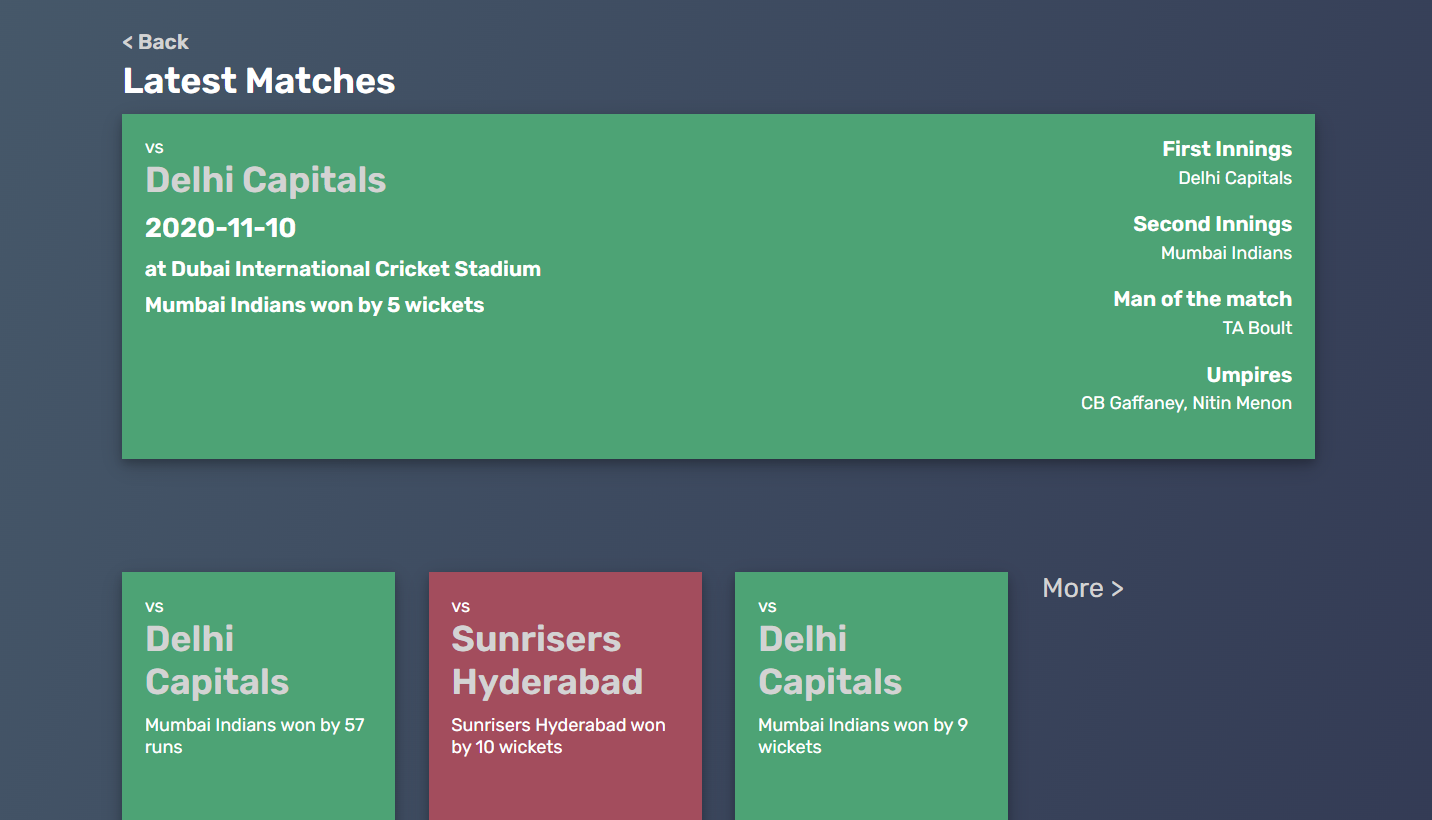 < Back
Latest Matches
vs
Delhi Capitals
2020-11-10
at Dubai International Cricket Stadium
Mumbai Indians won by 5 wickets
First Innings
Delhi Capitals
Second Innings
Mumbai Indians
Man of the match
TA Boult
Umpires
CB Gaffaney, Nitin Menon
vs
Delhi
Capitals
Mumbai Indians won by 57
runs
vs
Sunrisers
Hyderabad
Sunrisers Hyderabad won
by 10 wickets
vs
Delhi
Capitals
Mumbai Indians won by 9
wickets
More >